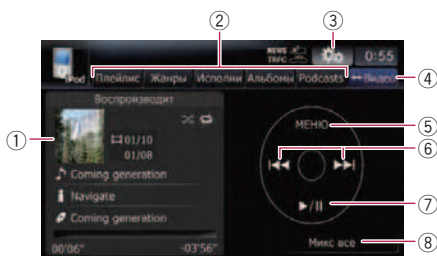 ②
③
NEWS
TRFC
0:55
iPod
Плейлис Жанры Исполни Альбомы Podcasts
Видео
④
Воспроизводит
①
01/10
01/08
Coming generation
Navigate
Coming generation
00'06" -03'56"
МЕНЮ
⑤
⑥
⑦
Микс все
⑧